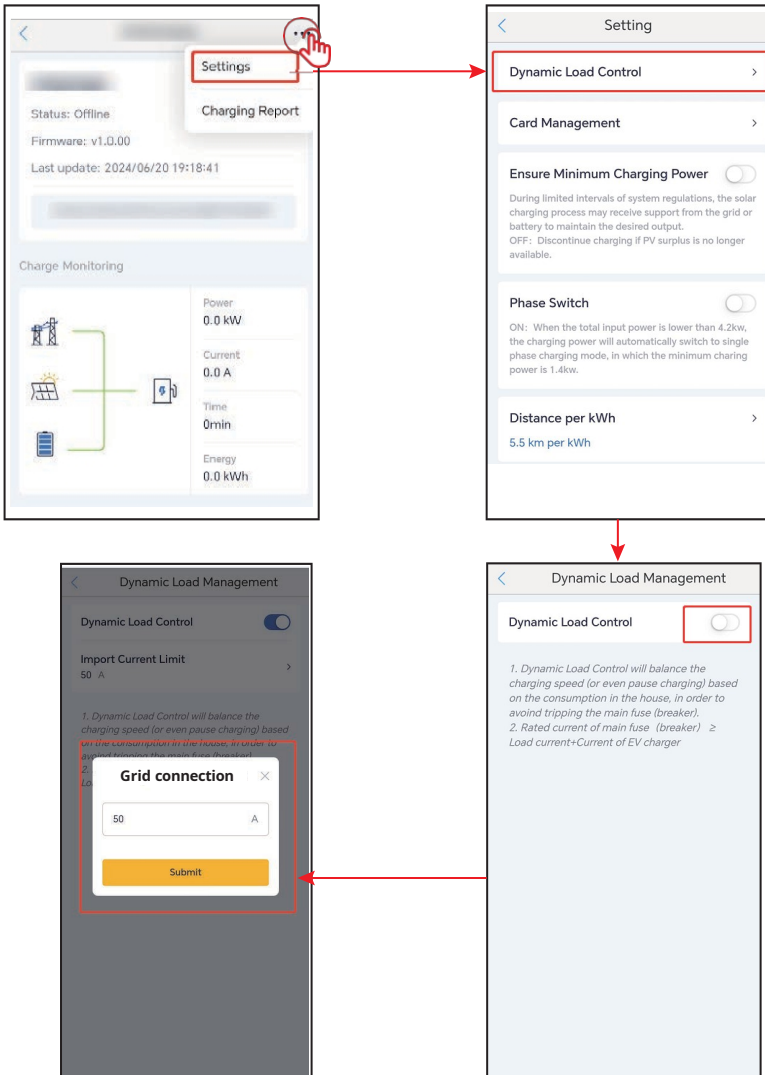 Settings
Charging Report
Status: Offline
Firmware: v1.0.00
Last update: 2024/06/20 19:18:41
Charge Monitoring
Power
0.0 kW
Current
0.0 A
Time
0min
Energy
0.0 kWh
Setting
Dynamic Load Control
Card Management
Ensure Minimum Charging Power
During limited intervals of system regulations, the solar
charging process may receive support from the grid or
battery to maintain the desired output.
OFF: Discontinue charging if PV surplus is no longer
available.
Phase Switch
ON: When the total input power is lower than 4.2kw,
the charging power will automatically switch to single
phase charging mode, in which the minimum charing
power is 1.4kw.
Distance per kWh
5.5 km per kWh
Dynamic Load Management
Dynamic Load Control
Import Current Limit
50 A
1. Dynamic Load Control will balance the
charging speed (or even pause charging) based
on the consumption in the house, in order to
avoind tripping the main fuse (breaker).
2.
Lo
Grid connection
50 A
Submit
Dynamic Load Management
Dynamic Load Control
1. Dynamic Load Control will balance the
charging speed (or even pause charging) based
on the consumption in the house, in order to
avoind tripping the main fuse (breaker).
2. Rated current of main fuse (breaker) ≥
Load current+Current of EV charger